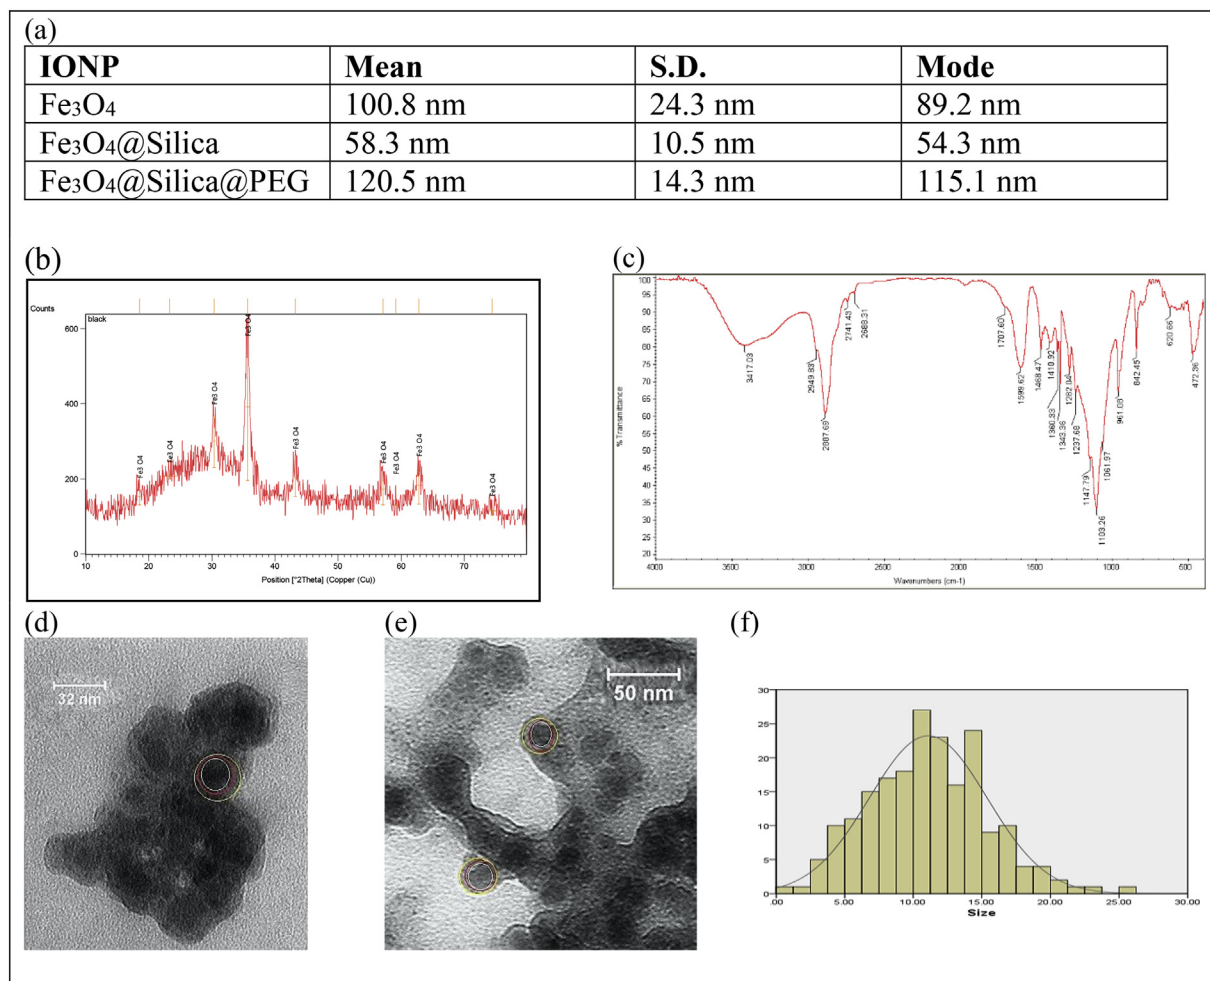 (a)
IONP Mean S.D. Mode
Fe₃O₄ 100.8 nm 24.3 nm 89.2 nm
Fe₃O₄@Silica 58.3 nm 10.5 nm 54.3 nm
Fe₃O₄@Silica@PEG 120.5 nm 14.3 nm 115.1 nm
(b)
Counts
black
600
400
200
0
Fe3 O4
Fe3 O4
Fe3 O4
Fe3 O4
Fe3 O4
Fe3 O4
Fe3 O4
Fe3 O4
Fe3 O4
10 20 30 40 50 60 70
Position [°2Theta] (Copper (Cu))
(c)
100
95
90
85
80
75
70
65
60
55
50
45
40
35
30
25
20
% Transmittance
3417.03
2949.93
2887.69
2741.43
2688.31
1707.60
1599.62
1468.47
1410.92
1360.33
1343.36
1282.04
1237.68
1147.79
1103.26
1061.97
961.08
842.45
620.66
472.36
4000 3500 3000 2500 2000 1500 1000 500
Wavenumbers (cm-1)
(d)
32 nm
(e)
50 nm
(f)
30
25
20
15
10
5
0
.00 5.00 10.00 15.00 20.00 25.00 30.00
Size